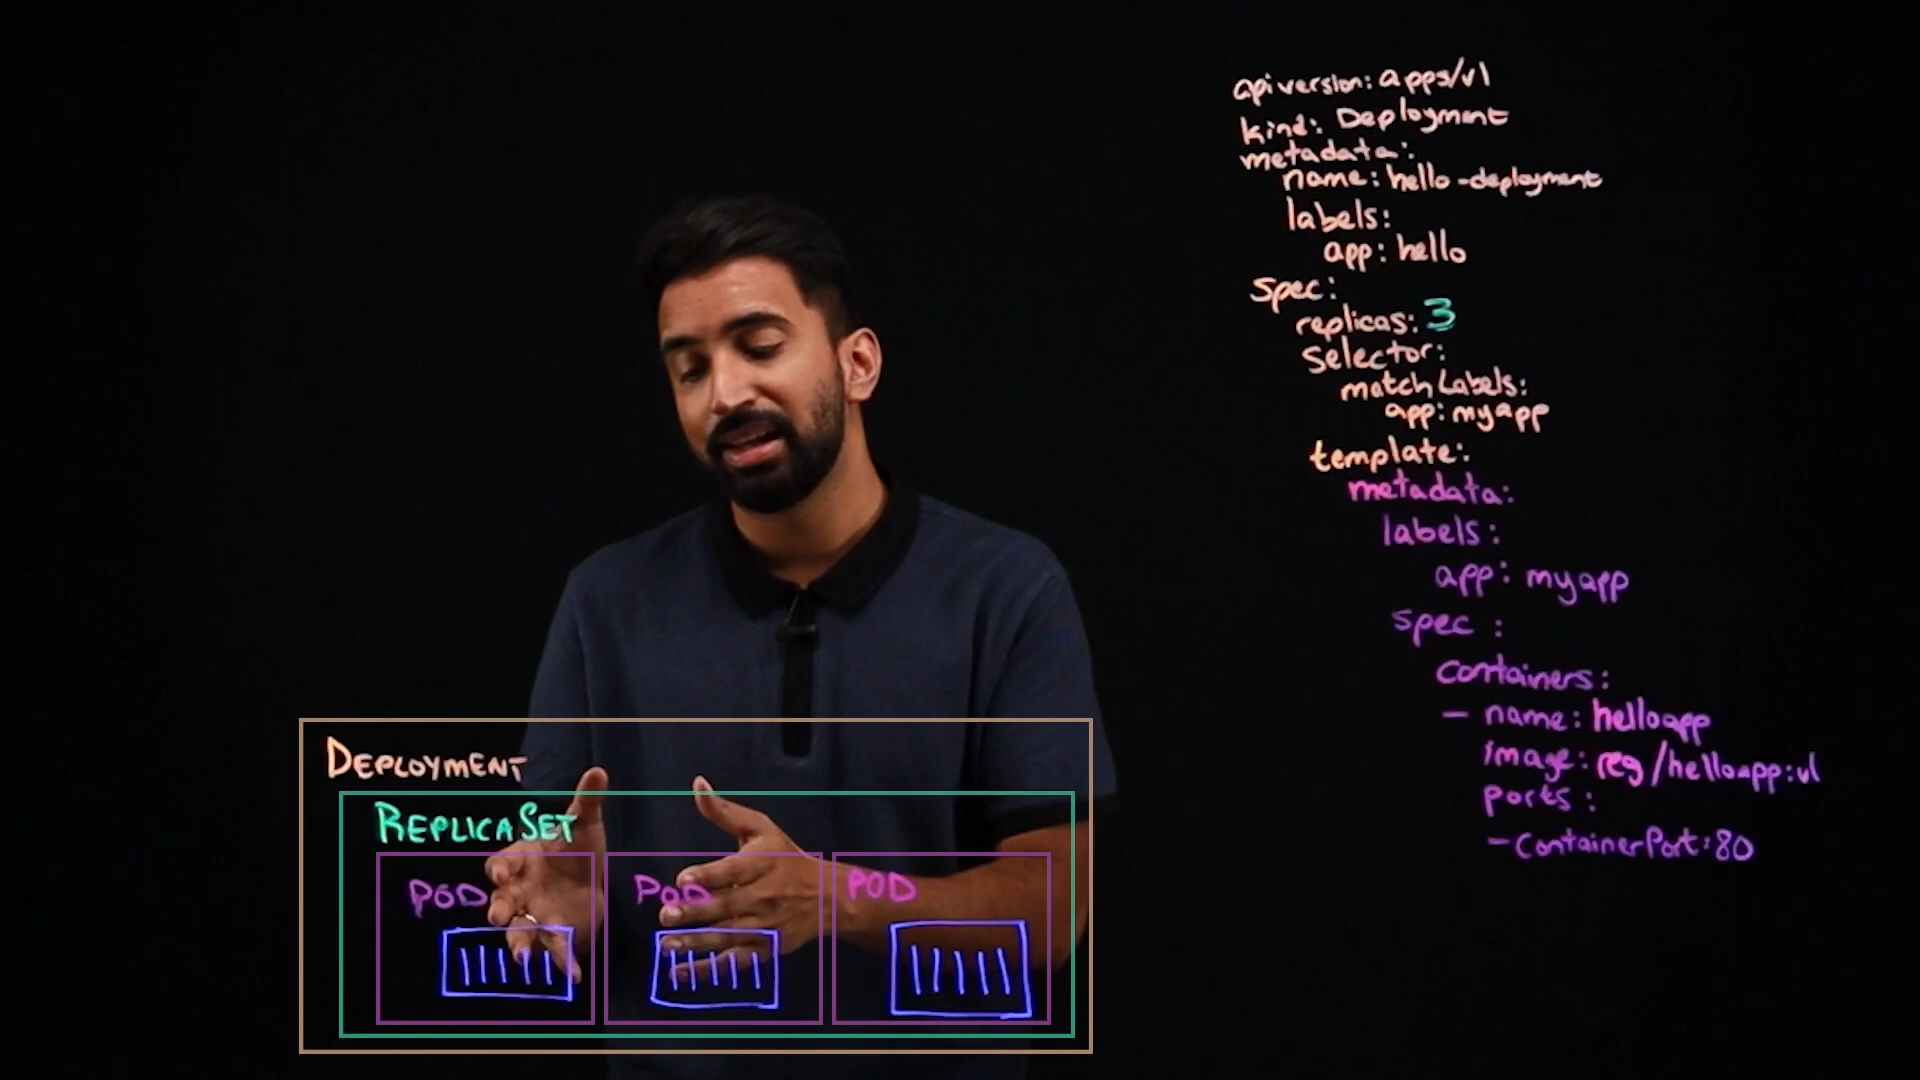 apiversion: apps/v1
kind: Deployment
metadata:
name: hello-deployment
labels:
app: hello
spec:
replicas: 3
selector:
matchLabels:
app: myapp
template:
metadata:
labels:
app: myapp
spec:
containers:
- name: helloapp
image: reg/helloapp:v1
ports:
- containerPort: 80
DEPLOYMENT
REPLICASET
POD
POD
POD